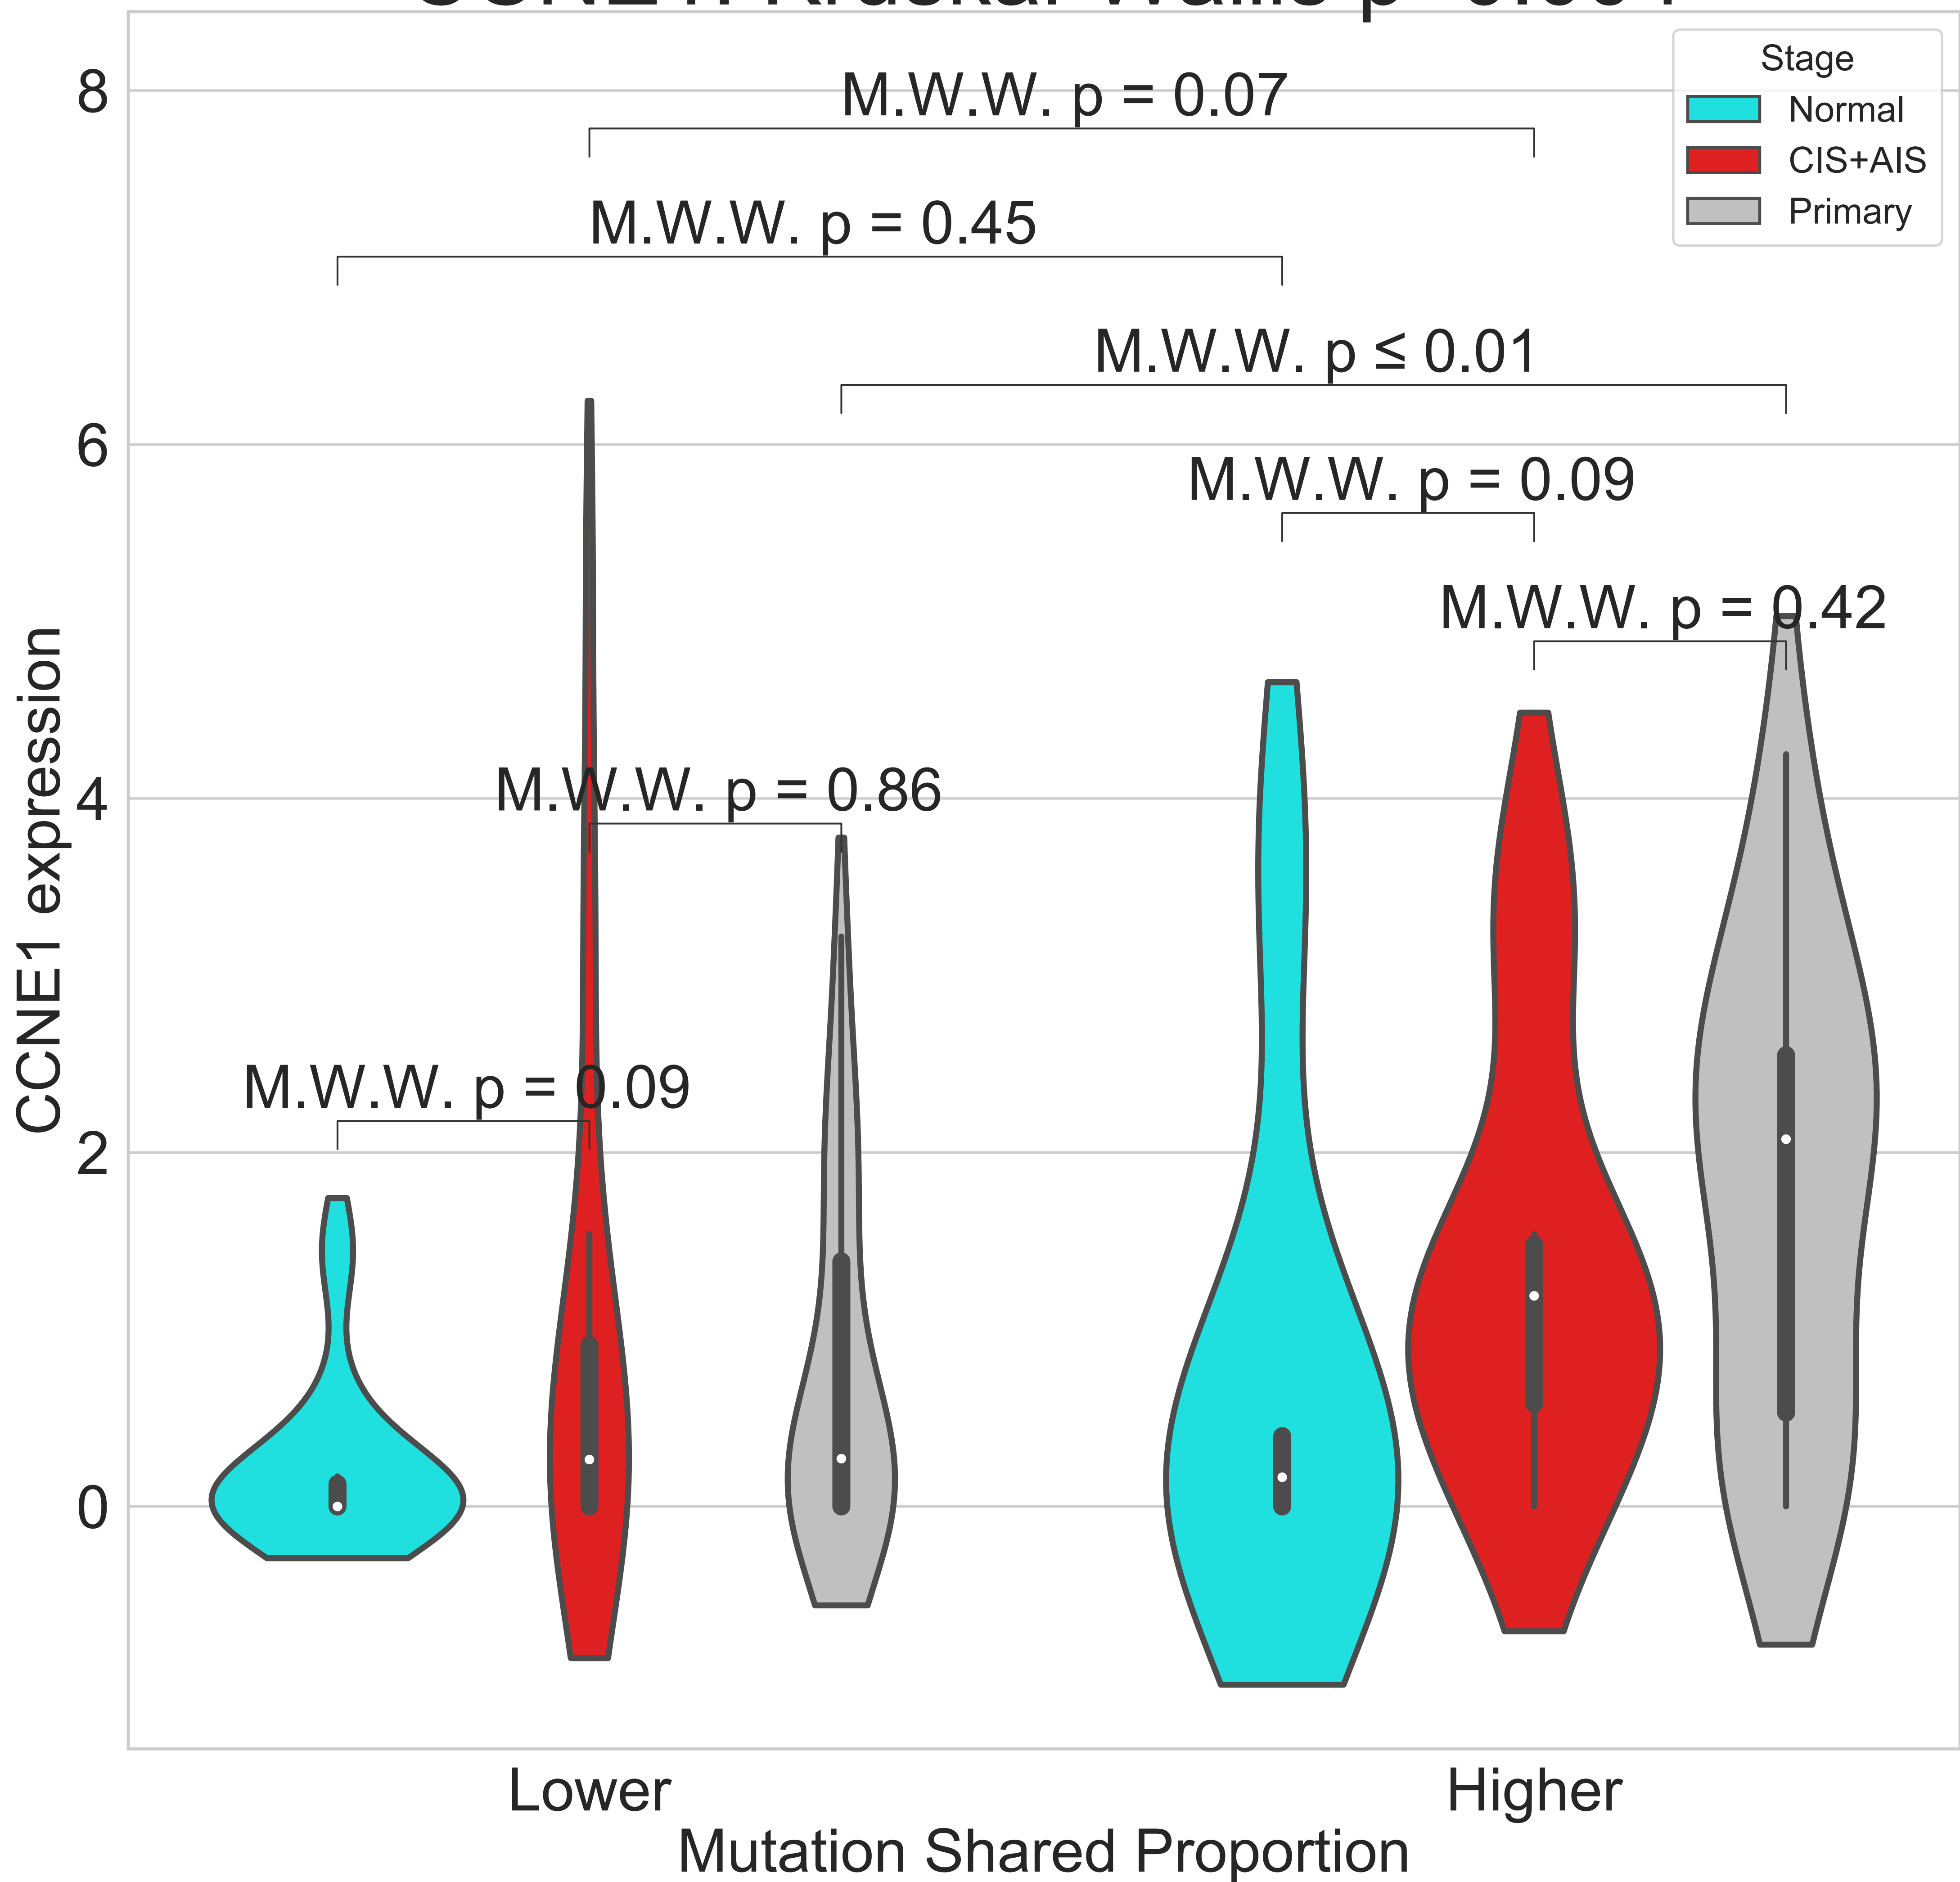 8
6
4
2
0
CCNE1 expression
M.W.W. p = 0.07
M.W.W. p = 0.45
M.W.W. p ≤ 0.01
M.W.W. p = 0.09
M.W.W. p = 0.42
M.W.W. p = 0.86
M.W.W. p = 0.09
Stage
Normal
CIS+AIS
Primary
Lower
Higher
Mutation Shared Proportion